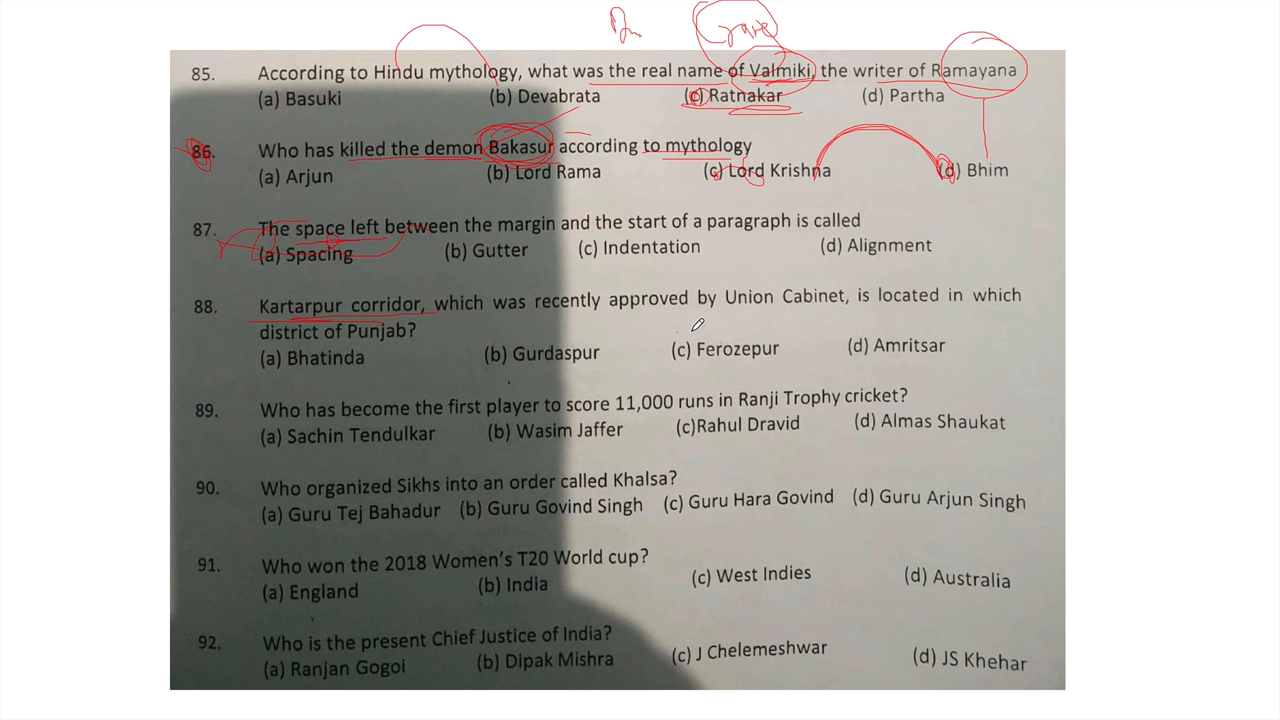 85. According to Hindu mythology, what was the real name of Valmiki, the writer of Ramayana
(a) Basuki (b) Devabrata (c) Ratnakar (d) Partha
86. Who has killed the demon Bakasur according to mythology
(a) Arjun (b) Lord Rama (c) Lord Krishna (d) Bhim
87. The space left between the margin and the start of a paragraph is called
(a) Spacing (b) Gutter (c) Indentation (d) Alignment
88. Kartarpur corridor, which was recently approved by Union Cabinet, is located in which
district of Punjab?
(a) Bhatinda (b) Gurdaspur (c) Ferozepur (d) Amritsar
89. Who has become the first player to score 11,000 runs in Ranji Trophy cricket?
(a) Sachin Tendulkar (b) Wasim Jaffer (c)Rahul Dravid (d) Almas Shaukat
90. Who organized Sikhs into an order called Khalsa?
(a) Guru Tej Bahadur (b) Guru Govind Singh (c) Guru Hara Govind (d) Guru Arjun Singh
91. Who won the 2018 Women's T20 World cup?
(a) England (b) India (c) West Indies (d) Australia
92. Who is the present Chief Justice of India?
(a) Ranjan Gogoi (b) Dipak Mishra (c) J Chelemeshwar (d) JS Khehar